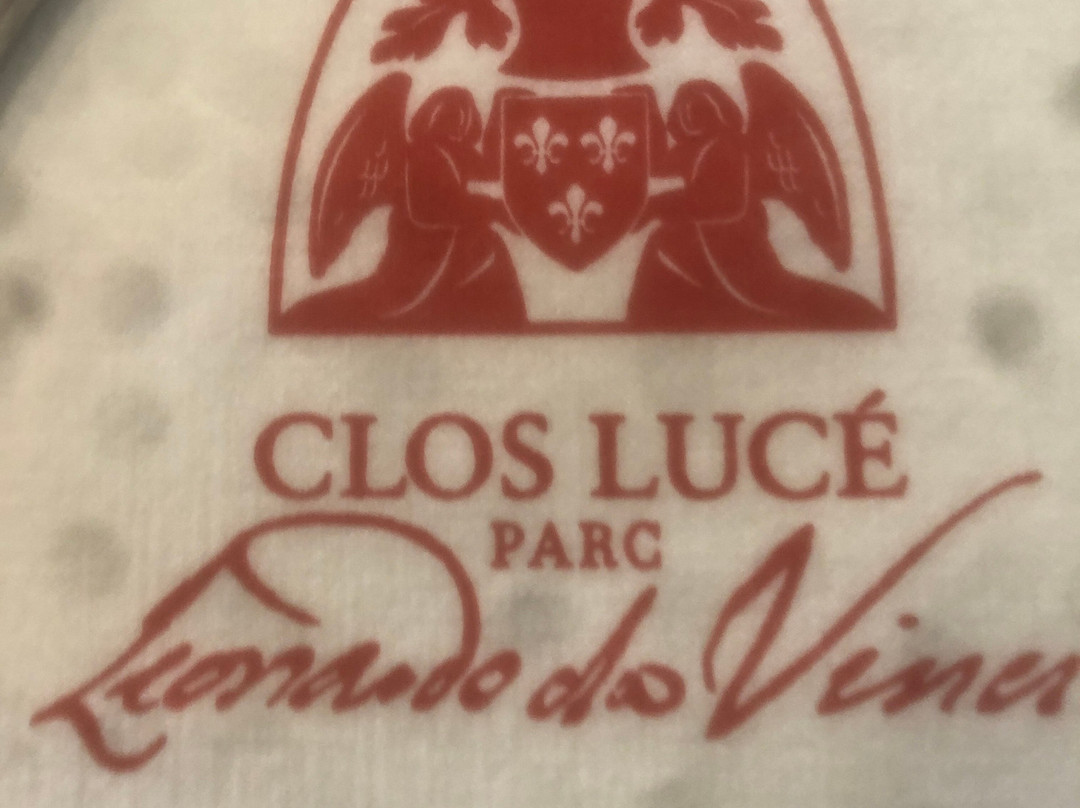 CLOS LUCÉ
PARC
Leonardo da Vinci